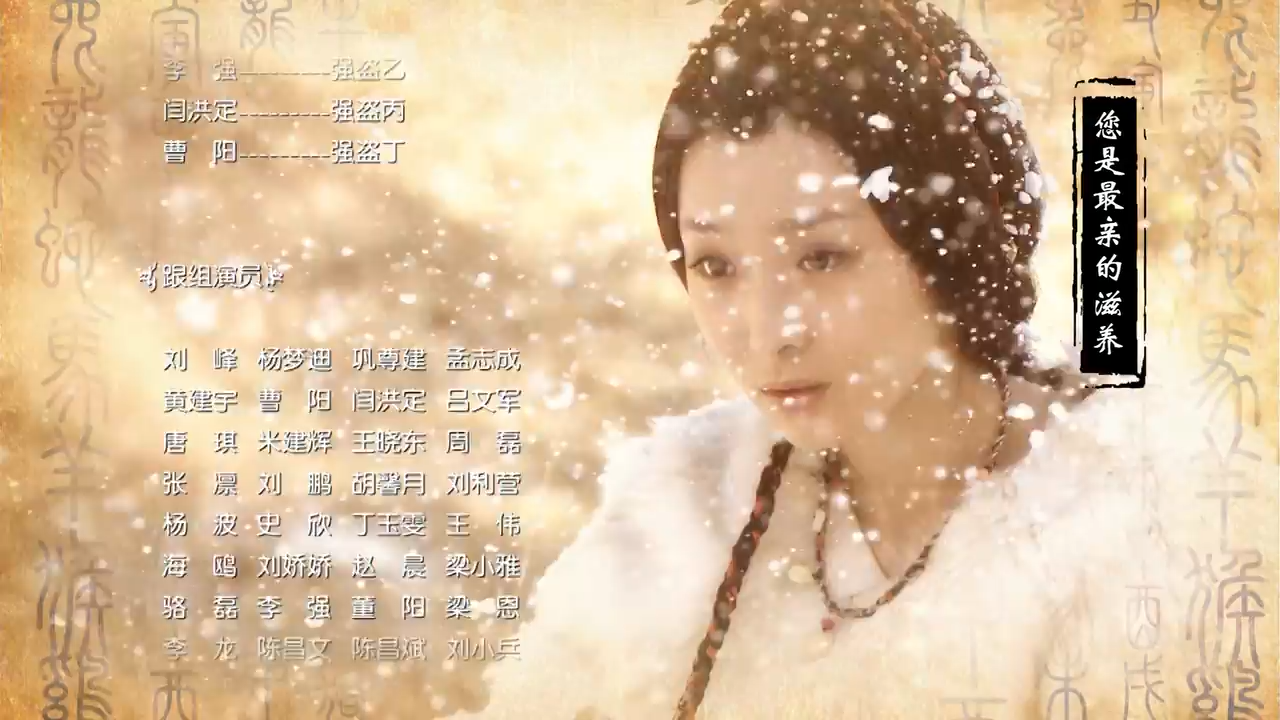 李　强---------强盗乙
闫洪定---------强盗丙
曹　阳---------强盗丁
跟组演员
刘　峰　杨梦迪　巩尊建　孟志成
黄建宇　曹　阳　闫洪定　吕文军
唐　琪　米建辉　王晓东　周　磊
张　凛　刘　鹏　胡馨月　刘利营
杨　波　史　欣　丁玉雯　王　伟
海　鸥　刘娇娇　赵　晨　梁小雅
骆　磊　李　强　董　阳　梁　恩
李　龙　陈昌文　陈昌斌　刘小兵
您是最亲的滋养